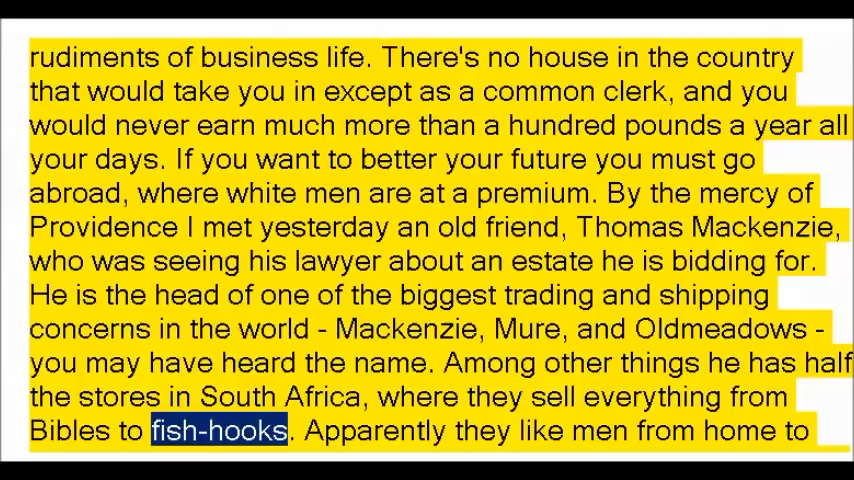 rudiments of business life. There's no house in the country
that would take you in except as a common clerk, and you
would never earn much more than a hundred pounds a year all
your days. If you want to better your future you must go
abroad, where white men are at a premium. By the mercy of
Providence I met yesterday an old friend, Thomas Mackenzie,
who was seeing his lawyer about an estate he is bidding for.
He is the head of one of the biggest trading and shipping
concerns in the world - Mackenzie, Mure, and Oldmeadows -
you may have heard the name. Among other things he has half
the stores in South Africa, where they sell everything from
Bibles to fish-hooks. Apparently they like men from home to